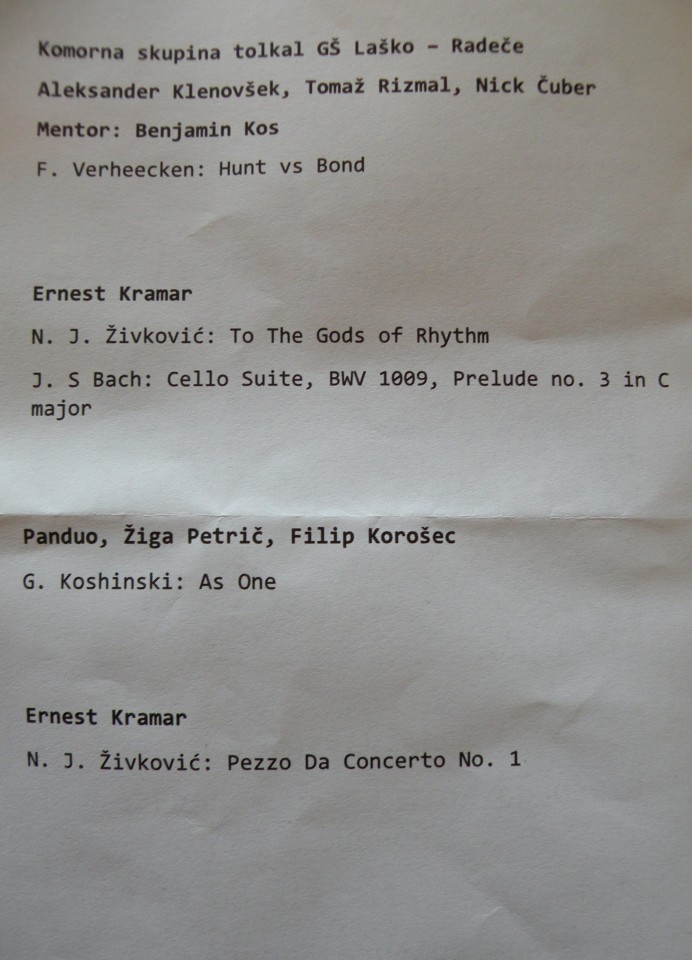 Komorna skupina tolkal GŠ Laško – Radeče
Aleksander Klenovšek, Tomaž Rizmal, Nick Čuber
Mentor: Benjamin Kos
F. Verheecken: Hunt vs Bond
Ernest Kramar
N. J. Živković: To The Gods of Rhythm
J. S Bach: Cello Suite, BWV 1009, Prelude no. 3 in C
major
Panduo, Žiga Petrič, Filip Korošec
G. Koshinski: As One
Ernest Kramar
N. J. Živković: Pezzo Da Concerto No. 1